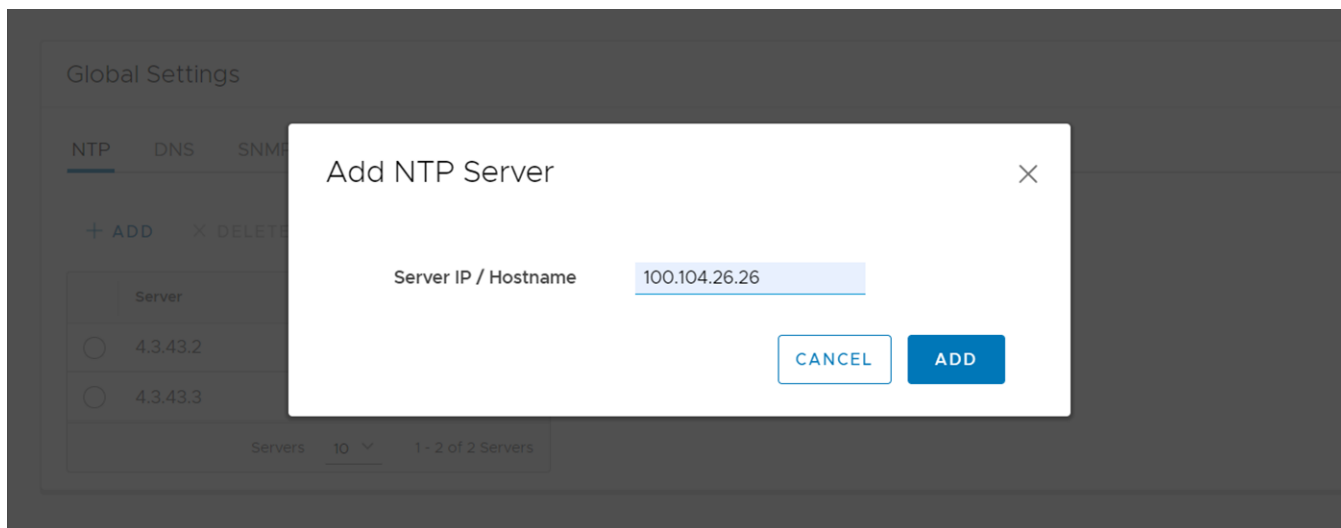 Global Settings
NTP DNS SNMP
Add NTP Server
+ ADD × DELETE
Server IP / Hostname 100.104.26.26
Server
4.3.43.2
CANCEL ADD
4.3.43.3
Servers 10 1 - 2 of 2 Servers